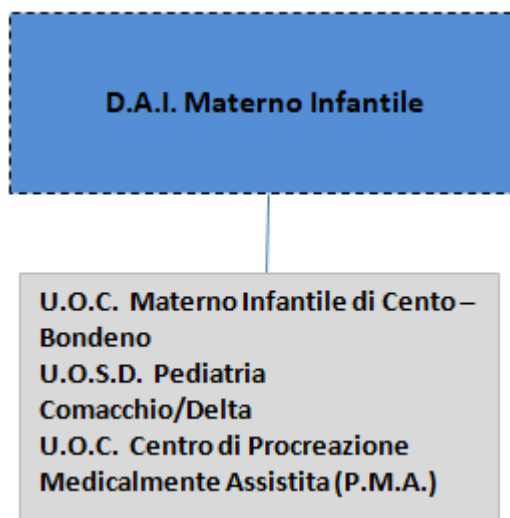 D.A.I. Materno Infantile
U.O.C. Materno Infantile di Cento –
Bondeno
U.O.S.D. Pediatria
Comacchio/Delta
U.O.C. Centro di Procreazione
Medicalmente Assistita (P.M.A.)